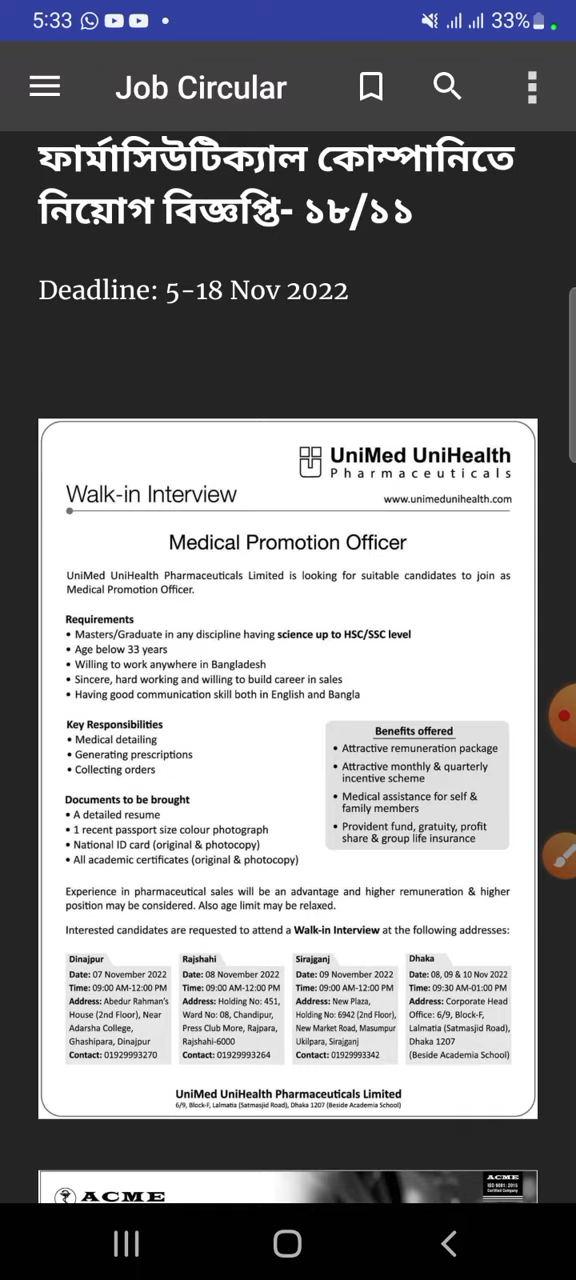 5:33
33%
Job Circular
ফার্মাসিউটিক্যাল কোম্পানিতে
নিয়োগ বিজ্ঞপ্তি- ১৮/১১
Deadline: 5-18 Nov 2022
UniMed UniHealth
Pharmaceuticals
Walk-in Interview
www.unimedunihealth.com
Medical Promotion Officer
UniMed UniHealth Pharmaceuticals Limited is looking for suitable candidates to join as
Medical Promotion Officer.
Requirements
• Masters/Graduate in any discipline having science up to HSC/SSC level
• Age below 33 years
• Willing to work anywhere in Bangladesh
• Sincere, hard working and willing to build career in sales
• Having good communication skill both in English and Bangla
Key Responsibilities
• Medical detailing
• Generating prescriptions
• Collecting orders
Benefits offered
• Attractive remuneration package
• Attractive monthly & quarterly
incentive scheme
• Medical assistance for self &
family members
• Provident fund, gratuity, profit
share & group life insurance
Documents to be brought
• A detailed resume
• 1 recent passport size colour photograph
• National ID card (original & photocopy)
• All academic certificates (original & photocopy)
Experience in pharmaceutical sales will be an advantage and higher remuneration & higher
position may be considered. Also age limit may be relaxed.
Interested candidates are requested to attend a Walk-in Interview at the following addresses:
Dinajpur
Date: 07 November 2022
Time: 09:00 AM-12:00 PM
Address: Abedur Rahman's
House (2nd Floor), Near
Adarsha College,
Ghashipara, Dinajpur
Contact: 01929993270
Rajshahi
Date: 08 November 2022
Time: 09:00 AM-12:00 PM
Address: Holding No: 451,
Ward No: 08, Chandipur,
Press Club More, Rajpara,
Rajshahi-6000
Contact: 01929993264
Sirajganj
Date: 09 November 2022
Time: 09:00 AM-12:00 PM
Address: New Plaza,
Holding No: 6942 (2nd Floor),
New Market Road, Masumpur
Ukilpara, Sirajganj
Contact: 01929993342
Dhaka
Date: 08, 09 & 10 Nov 2022
Time: 09:30 AM-01:00 PM
Address: Corporate Head
Office: 6/9, Block-F,
Lalmatia (Satmasjid Road),
Dhaka 1207
(Beside Academia School)
UniMed UniHealth Pharmaceuticals Limited
6/9, Block-F, Lalmatia (Satmasjid Road), Dhaka 1207 (Beside Academia School)
ACME
ACME
ISO 9001: 2015
Certified Company